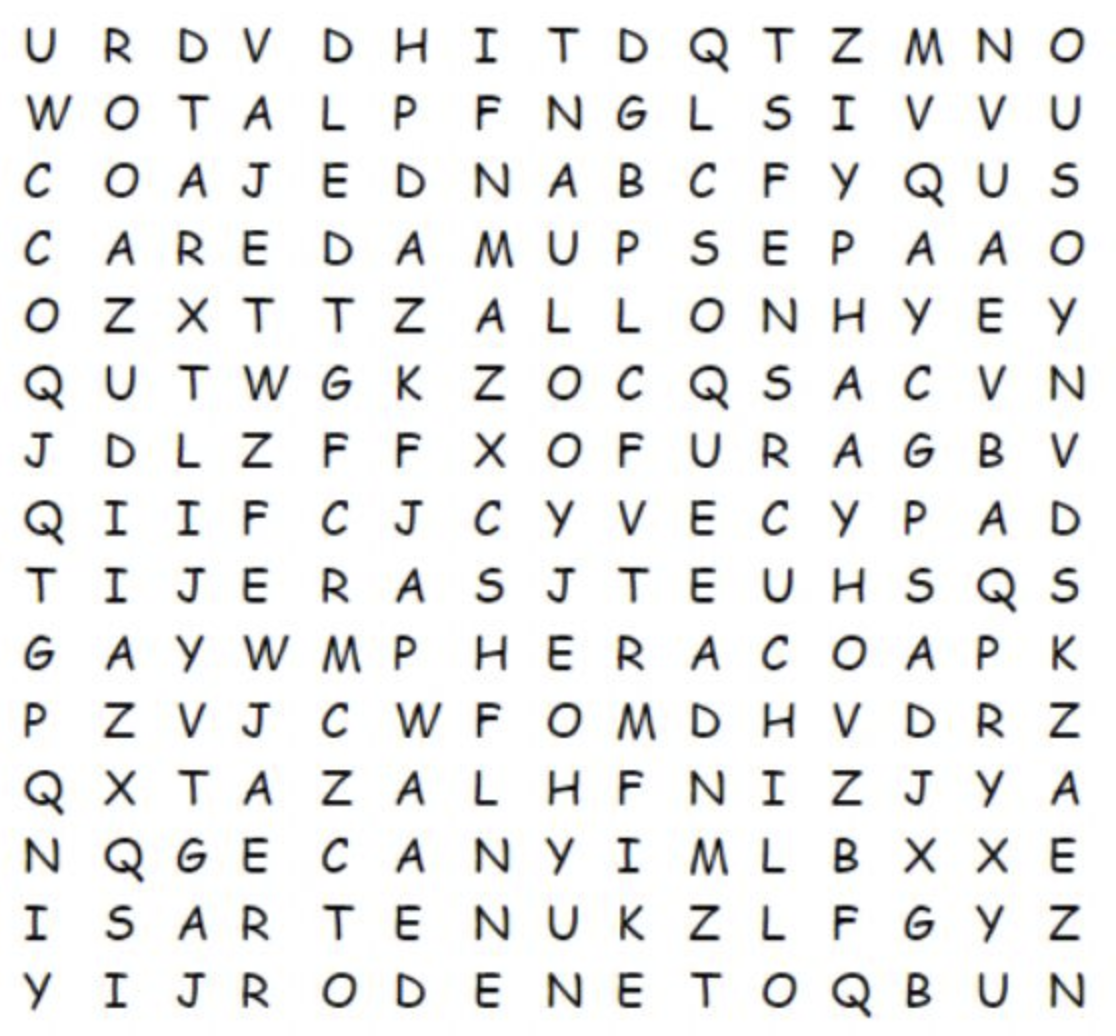 U R D V D H I T D Q T Z M N O
W O T A L P F N G L S I V V U
C O A J E D N A B C F Y Q U S
C A R E D A M U P S E P A A O
O Z X T T Z A L L O N H Y E Y
Q U T W G K Z O C Q S A C V N
J D L Z F F X O F U R A G B V
Q I I F C J C Y V E C Y P A D
T I J E R A S J T E U H S Q S
G A Y W M P H E R A C O A P K
P Z V J C W F O M D H V D R Z
Q X T A Z A L H F N I Z J Y A
N Q G E C A N Y I M L B X X E
I S A R T E N U K Z L F G Y Z
Y I J R O D E N E T O Q B U N